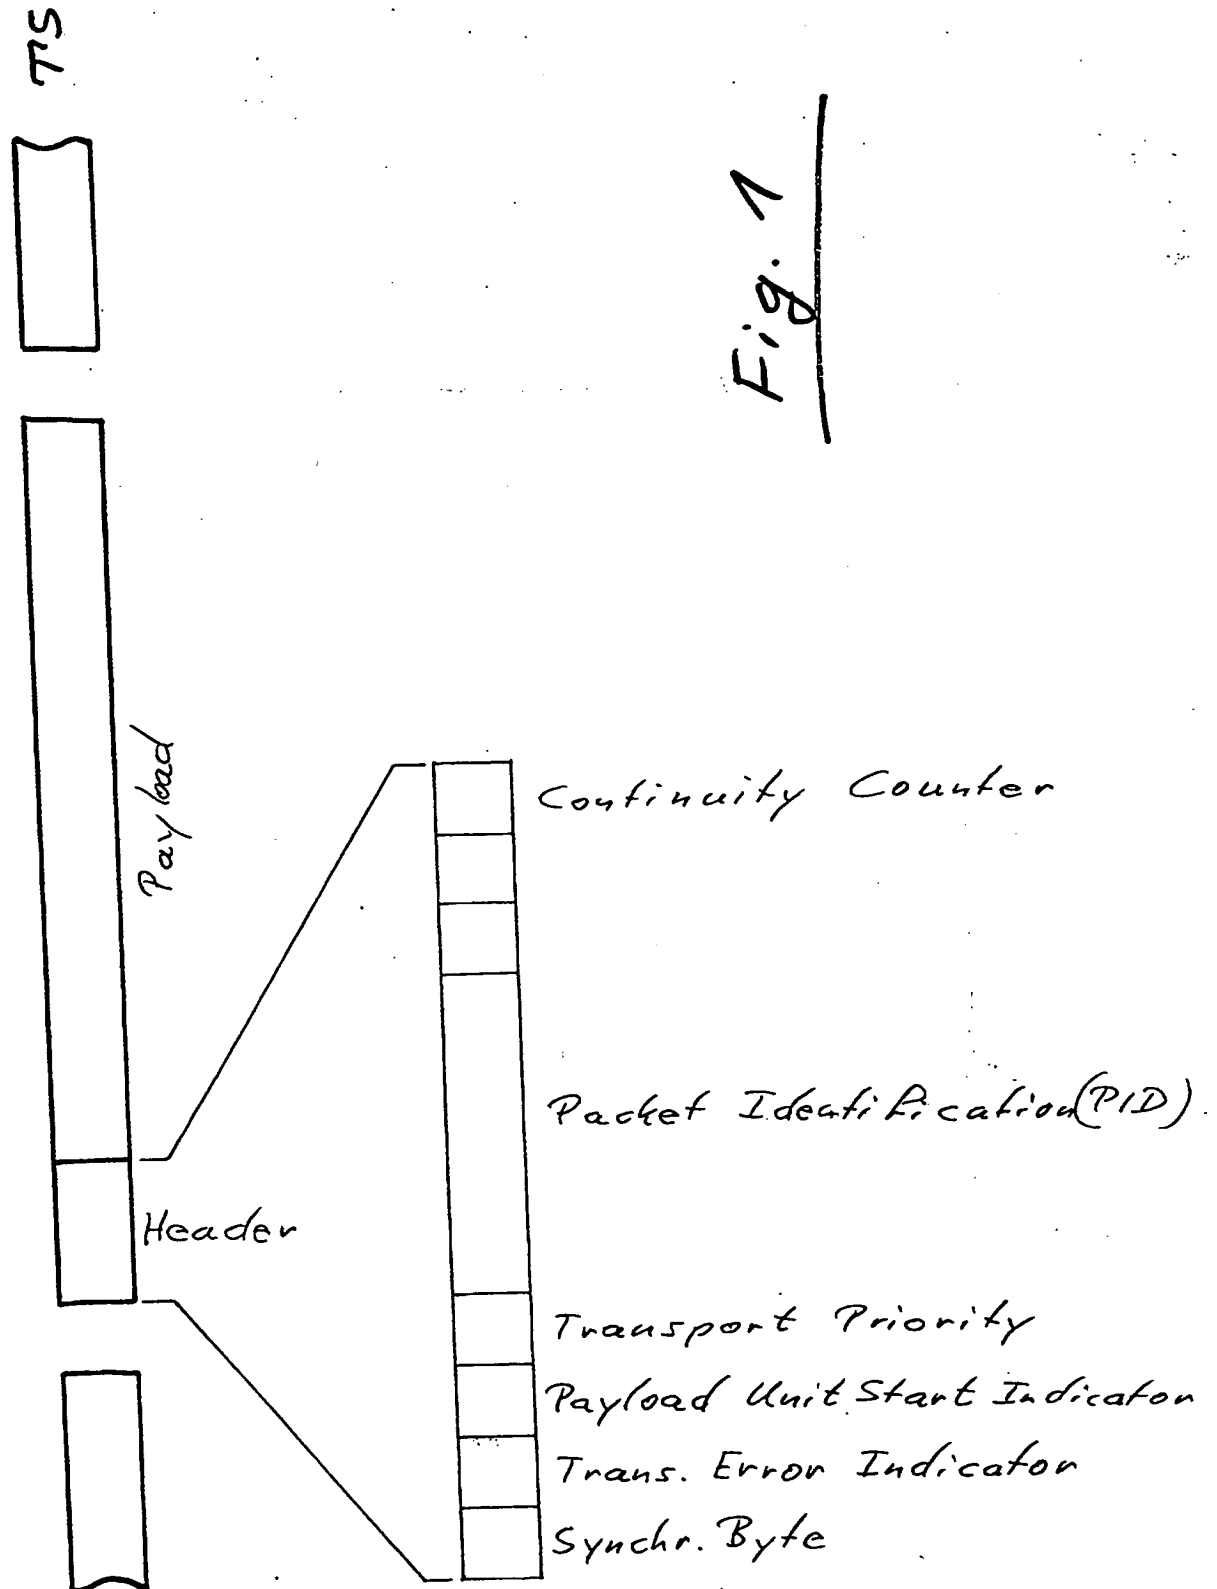 TS
Fig. 1
Payload
Continuity Counter
Packet Identification (PID)
Header
Transport Priority
Payload Unit Start Indicator
Trans. Error Indicator
Synchr. Byte